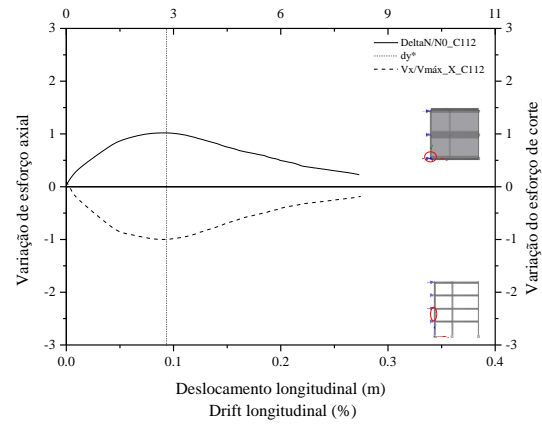 0 3 6 8 11
3 3
DeltaN/N0_C112
dy*
Vx/Vmáx_X_C112
2 2
1 1
0 0
-1 -1
-2 -2
-3 -3
Variação de esforço axial
Variação do esforço de corte
0.0 0.1 0.2 0.3 0.4
Deslocamento longitudinal (m)
Drift longitudinal (%)